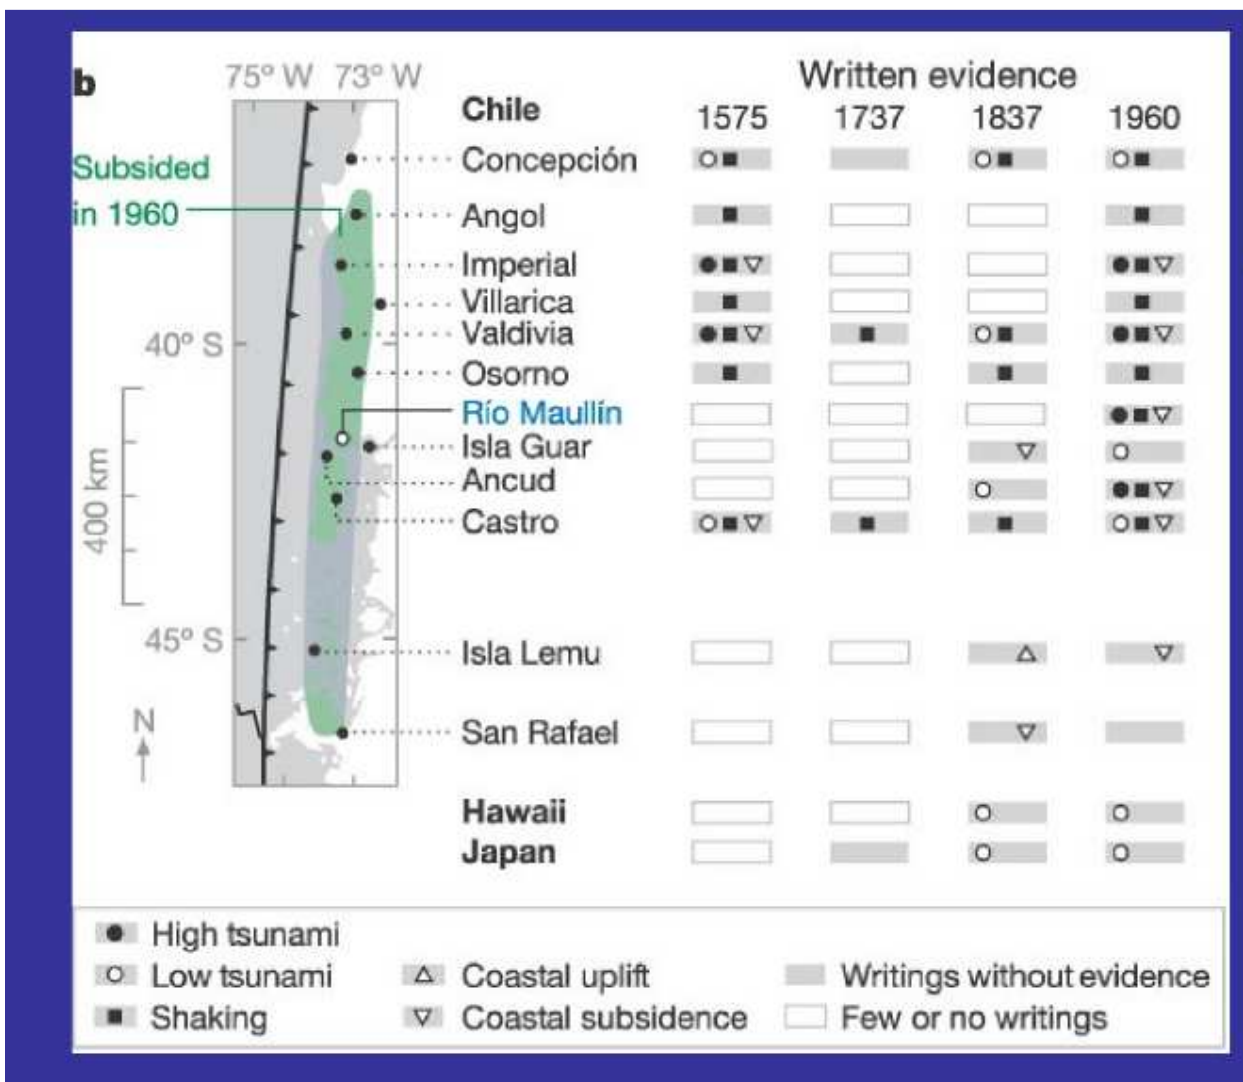 b
75° W 73° W
Written evidence
Chile
1575 1737 1837 1960
Subsided
in 1960
Concepción
Angol
Imperial
Villarica
40° S
Valdivia
Osorno
Río Maullín
Isla Guar
400 km
Ancud
Castro
45° S
Isla Lemu
N
San Rafael
Hawaii
Japan
High tsunami
Low tsunami
Coastal uplift
Writings without evidence
Shaking
Coastal subsidence
Few or no writings